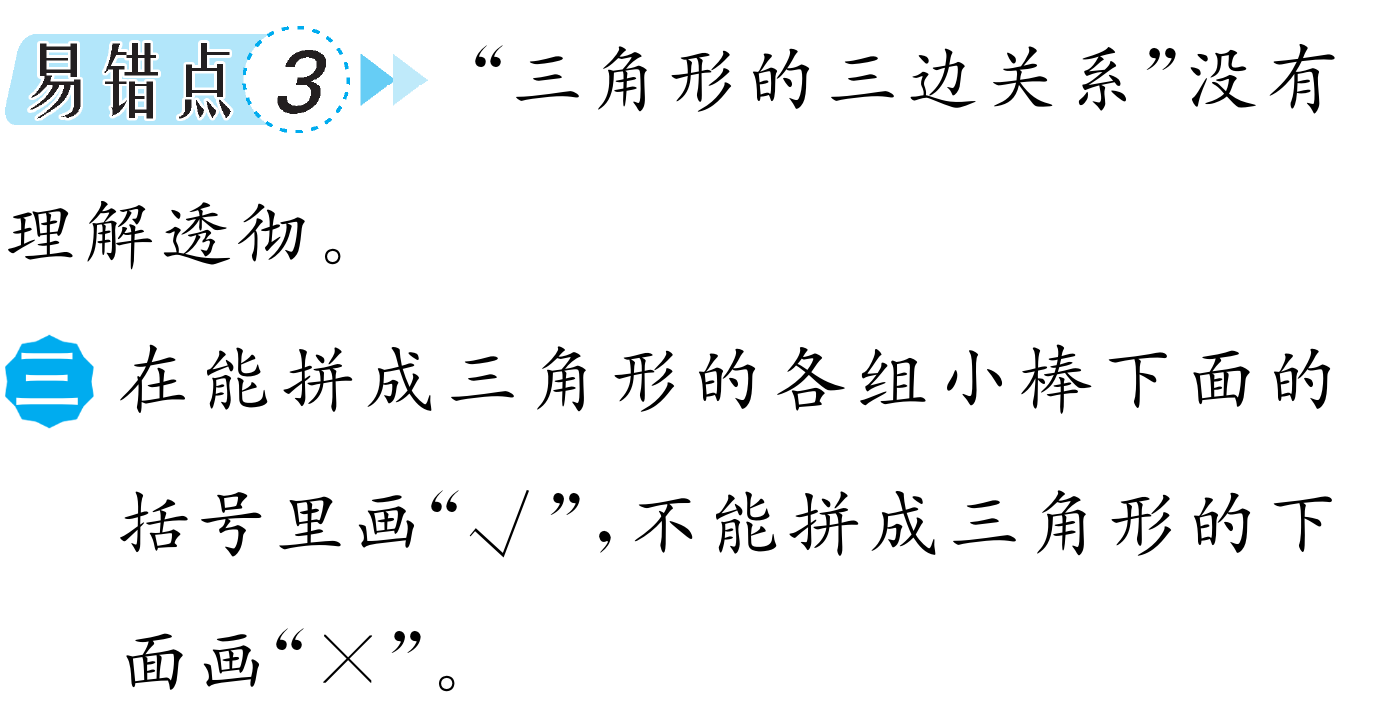 易错点3 “三角形的三边关系”没有
理解透彻。
三 在能拼成三角形的各组小棒下面的
括号里画“√”,不能拼成三角形的下
面画“×”。